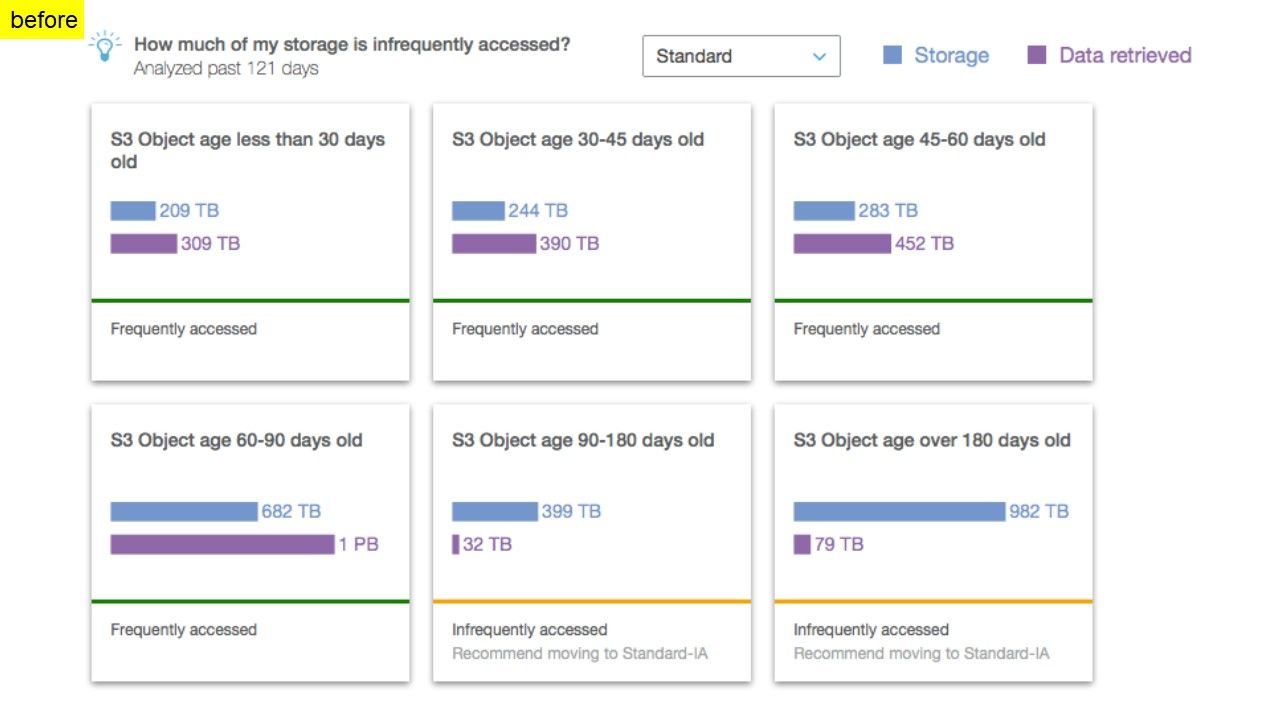 before
How much of my storage is infrequently accessed?
Analyzed past 121 days
Standard
Storage
Data retrieved
S3 Object age less than 30 days
old
209 TB
309 TB
Frequently accessed
S3 Object age 30-45 days old
244 TB
390 TB
Frequently accessed
S3 Object age 45-60 days old
283 TB
452 TB
Frequently accessed
S3 Object age 60-90 days old
682 TB
1 PB
Frequently accessed
S3 Object age 90-180 days old
399 TB
32 TB
Infrequently accessed
Recommend moving to Standard-IA
S3 Object age over 180 days old
982 TB
79 TB
Infrequently accessed
Recommend moving to Standard-IA